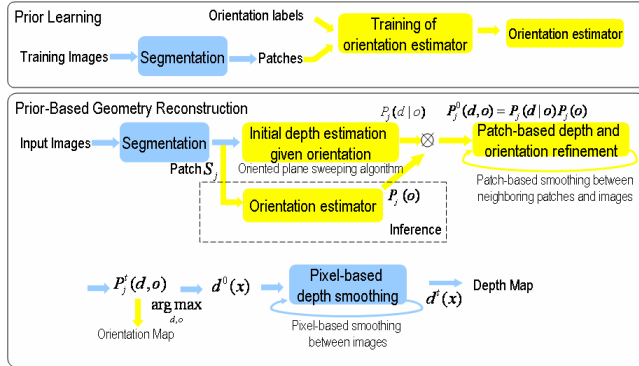 Prior Learning
Orientation labels
Training Images
Segmentation
Patches
Training of
orientation estimator
Orientation estimator
Prior-Based Geometry Reconstruction
P_j(d | o)
P_j^0(d,o) = P_j(d | o)P_j(o)
Input Images
Segmentation
Initial depth estimation
given orientation
⊗
Patch-based depth and
orientation refinement
Patch S_j
Oriented plane sweeping algorithm
Orientation estimator
P_j(o)
Inference
Patch-based smoothing between
neighboring patches and images
P_j^t(d,o)
arg max
d,o
d^0(x)
Pixel-based
depth smoothing
d^t(x)
Depth Map
Orientation Map
Pixel-based smoothing
between images